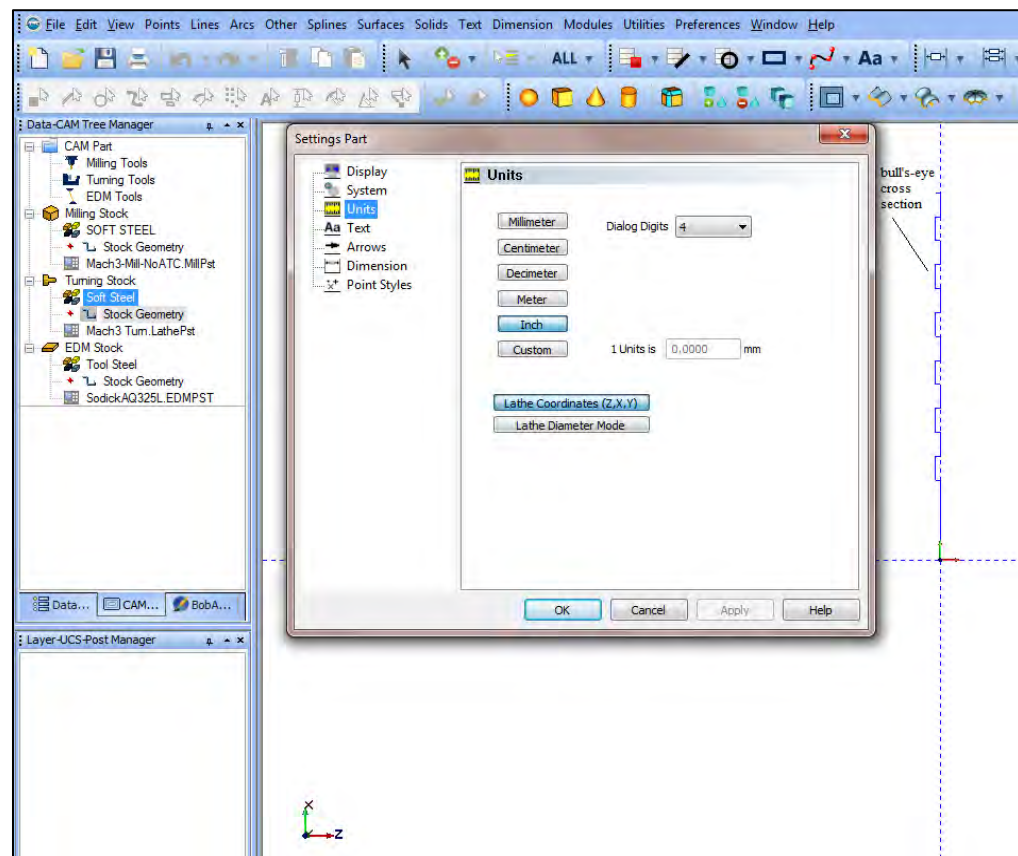 File Edit View Points Lines Arcs Other Splines Surfaces Solids Text Dimension Modules Utilities Preferences Window Help
ALL
Aa
Data-CAM Tree Manager
CAM Part
Milling Tools
Turning Tools
EDM Tools
Milling Stock
SOFT STEEL
Stock Geometry
Mach3-Mill-NoATC.MillPst
Turning Stock
Soft Steel
Stock Geometry
Mach3 Turn.LathePst
EDM Stock
Tool Steel
Stock Geometry
SodickAQ325L.EDMPST
Data... CAM... BobA...
Layer-UCS-Post Manager
Settings Part
Display
System
Units
Aa Text
Arrows
Dimension
Point Styles
Units
Millimeter
Dialog Digits 4
Centimeter
Decimeter
Meter
Inch
Custom
1 Units is 0.0000 mm
Lathe Coordinates (Z,X,Y)
Lathe Diameter Mode
OK Cancel Apply Help
bull's-eye
cross
section
X
Z